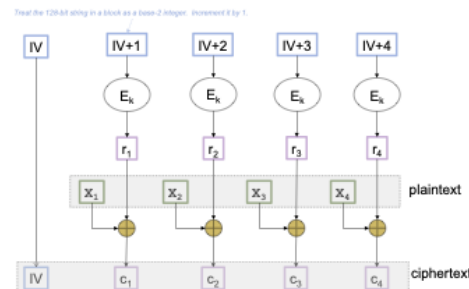 Treat the 128-bit string in a block as a base-2 integer. Increment it by 1.
IV IV+1 IV+2 IV+3 IV+4
Ek Ek Ek Ek
r1 r2 r3 r4
x1 x2 x3 x4 plaintext
IV c1 c2 c3 c4 ciphertext